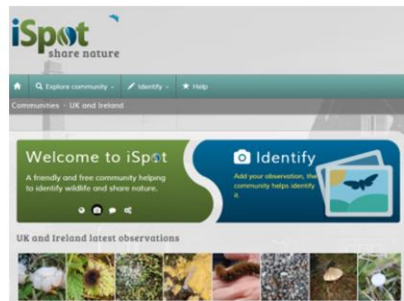 iSpot
share nature
Explore community
Identify
Help
Communities - UK and Ireland
Welcome to iSpot
A friendly and free community helping
to identify wildlife and share nature.
Identify
Add your observation, the
community helps identify
it.
UK and Ireland latest observations